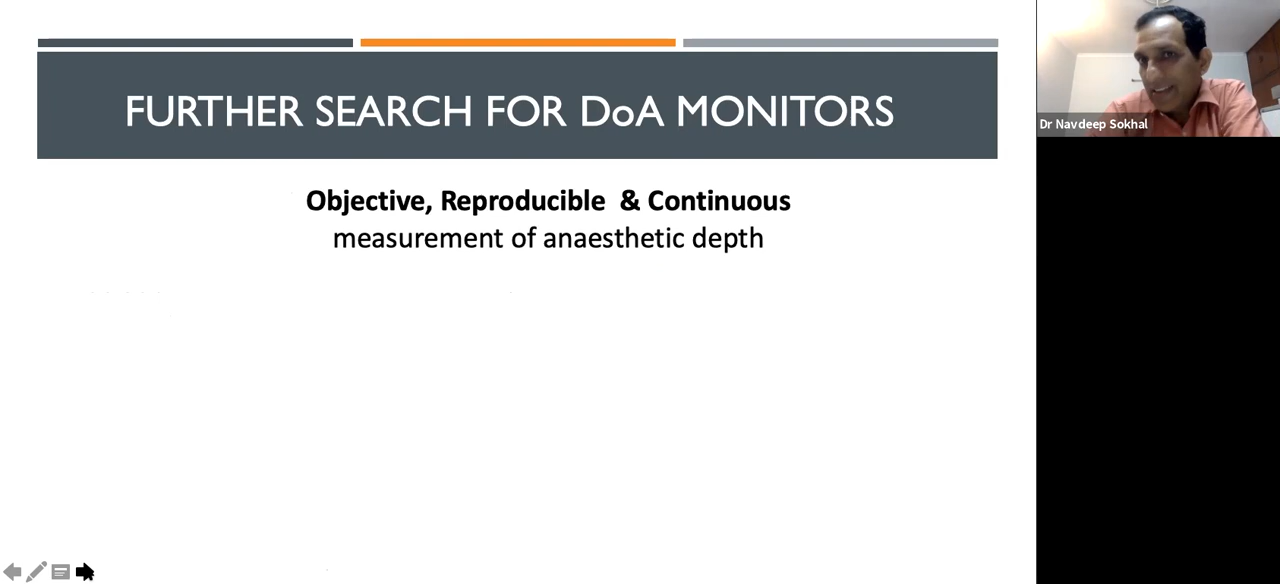 FURTHER SEARCH FOR DoA MONITORS
Objective, Reproducible & Continuous
measurement of anaesthetic depth
Dr Navdeep Sokhal